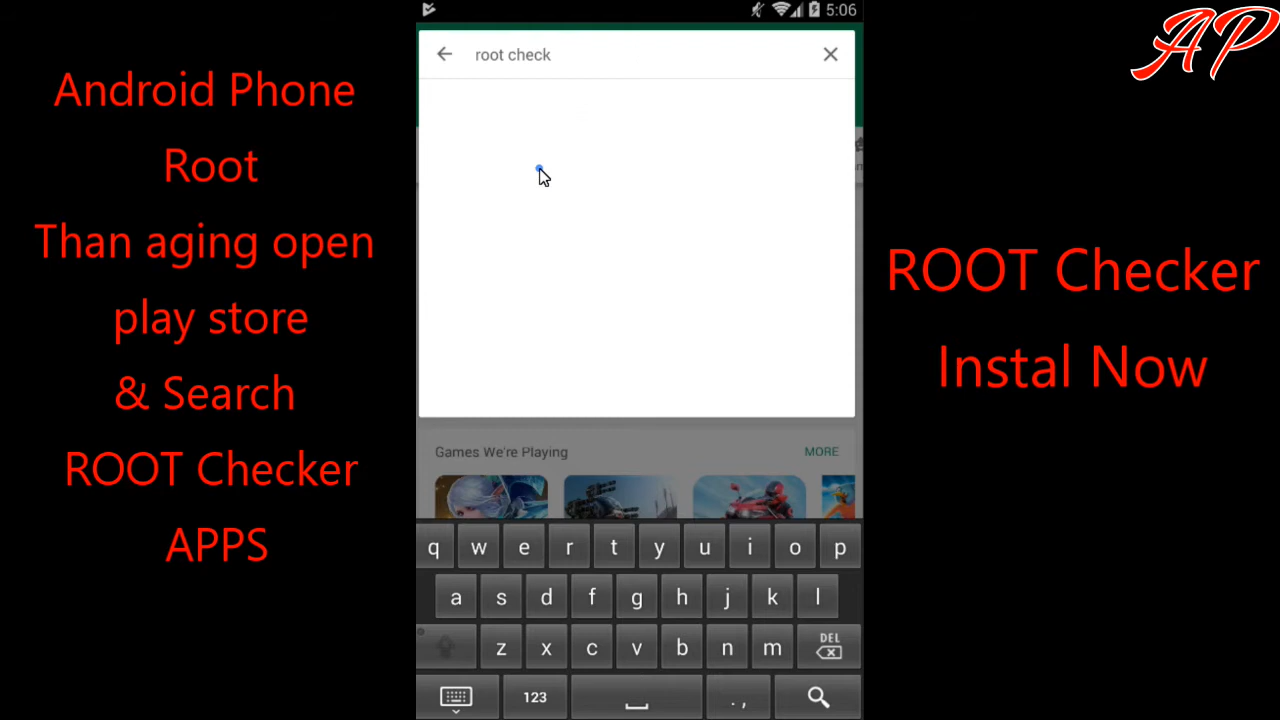 Android Phone
Root
Than aging open
play store
& Search
ROOT Checker
APPS
5:06
root check
Games We're Playing
MORE
q w e r t y u i o p
a s d f g h j k l
z x c v b n m DEL
123 . ,
AP
ROOT Checker
Instal Now